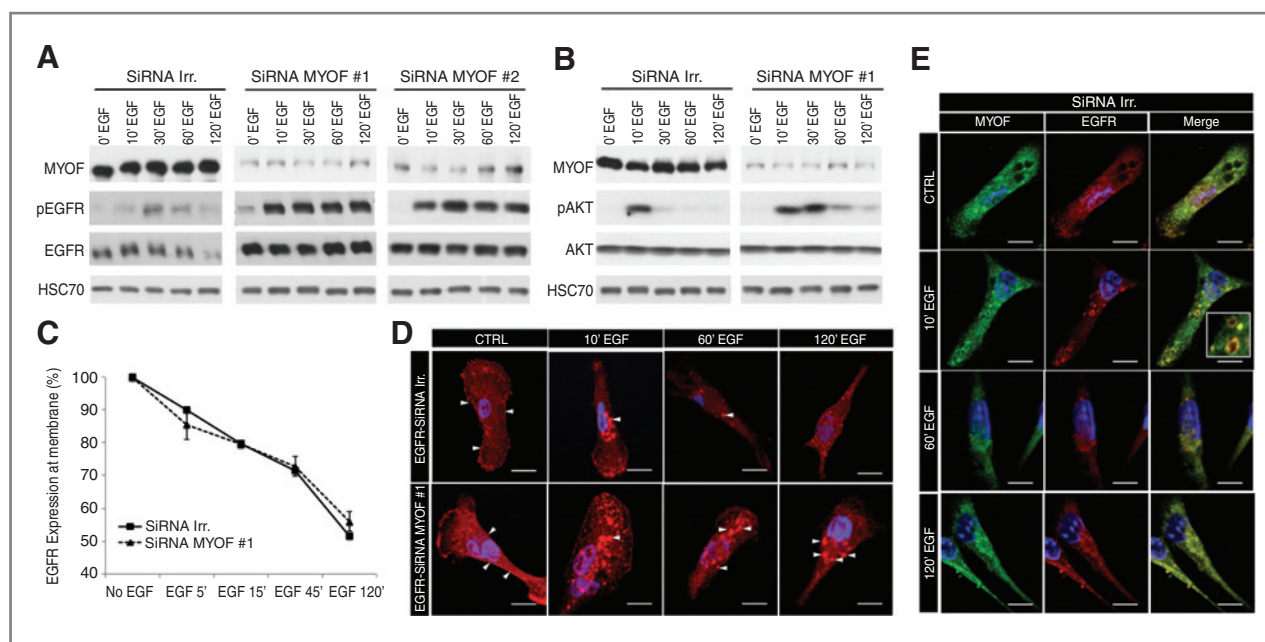 A
SiRNA Irr. SiRNA MYOF #1 SiRNA MYOF #2
0' EGF 10' EGF 30' EGF 60' EGF 120' EGF 0' EGF 10' EGF 30' EGF 60' EGF 120' EGF 0' EGF 10' EGF 30' EGF 60' EGF 120' EGF
MYOF
pEGFR
EGFR
HSC70
B
SiRNA Irr. SiRNA MYOF #1
0' EGF 10' EGF 30' EGF 60' EGF 120' EGF 0' EGF 10' EGF 30' EGF 60' EGF 120' EGF
MYOF
pAKT
AKT
HSC70
C
EGFR Expression at membrane (%)
100
90
80
70
60
50
40
SiRNA Irr.
SiRNA MYOF #1
No EGF EGF 5' EGF 15' EGF 45' EGF 120'
D
CTRL 10' EGF 60' EGF 120' EGF
EGFR-SiRNA Irr.
EGFR-SiRNA MYOF #1
E
SiRNA Irr.
MYOF EGFR Merge
CTRL
10' EGF
60' EGF
120' EGF